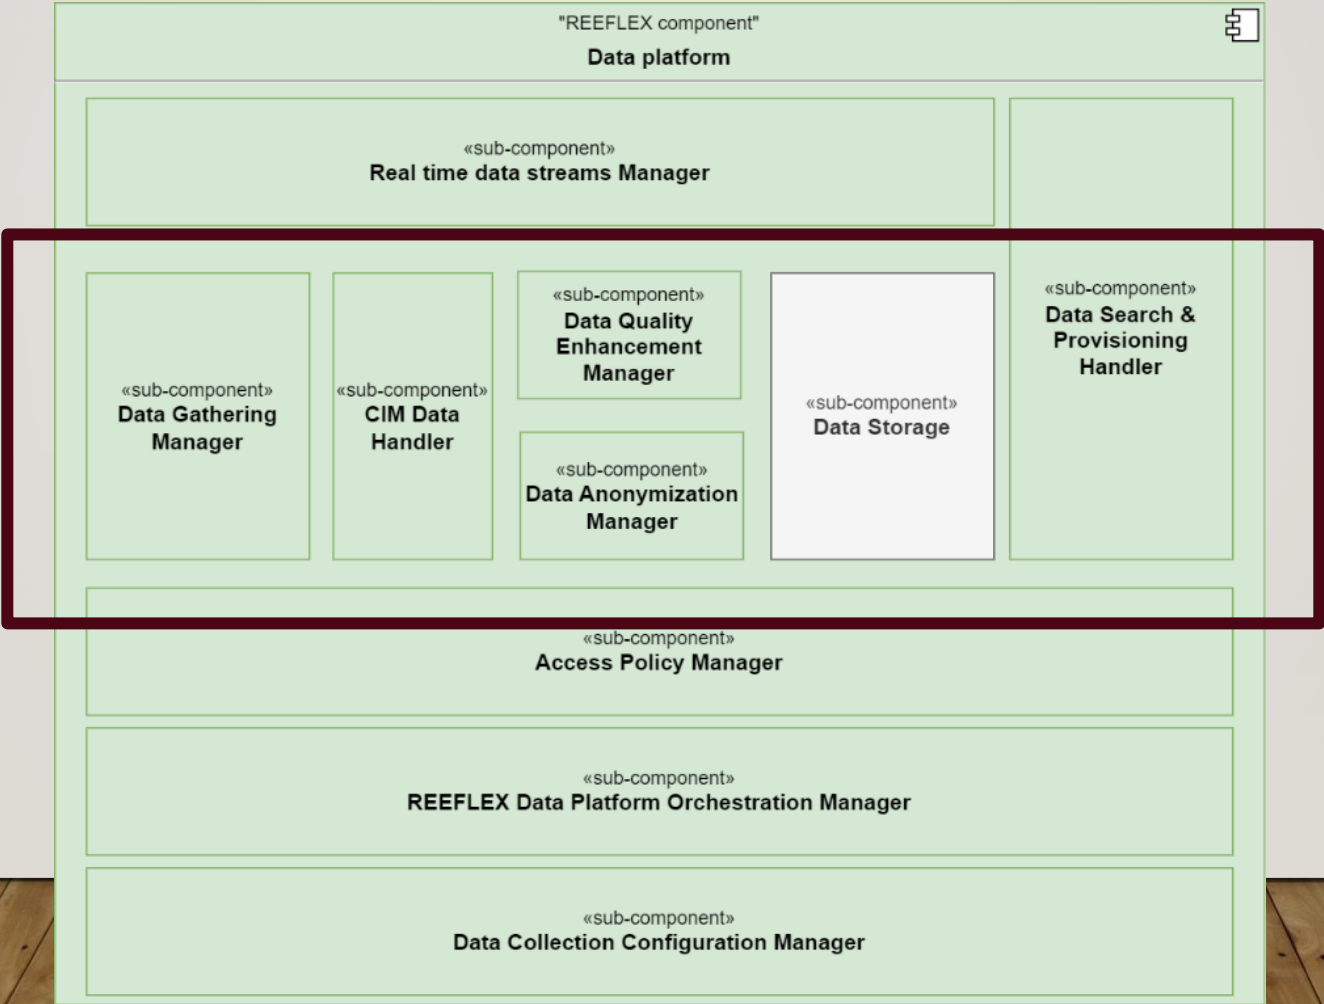 "REEFLEX component"
Data platform
«sub-component»
Real time data streams Manager
«sub-component»
Data Gathering
Manager
«sub-component»
CIM Data
Handler
«sub-component»
Data Quality
Enhancement
Manager
«sub-component»
Data Anonymization
Manager
«sub-component»
Data Storage
«sub-component»
Data Search &
Provisioning
Handler
«sub-component»
Access Policy Manager
«sub-component»
REEFLEX Data Platform Orchestration Manager
«sub-component»
Data Collection Configuration Manager